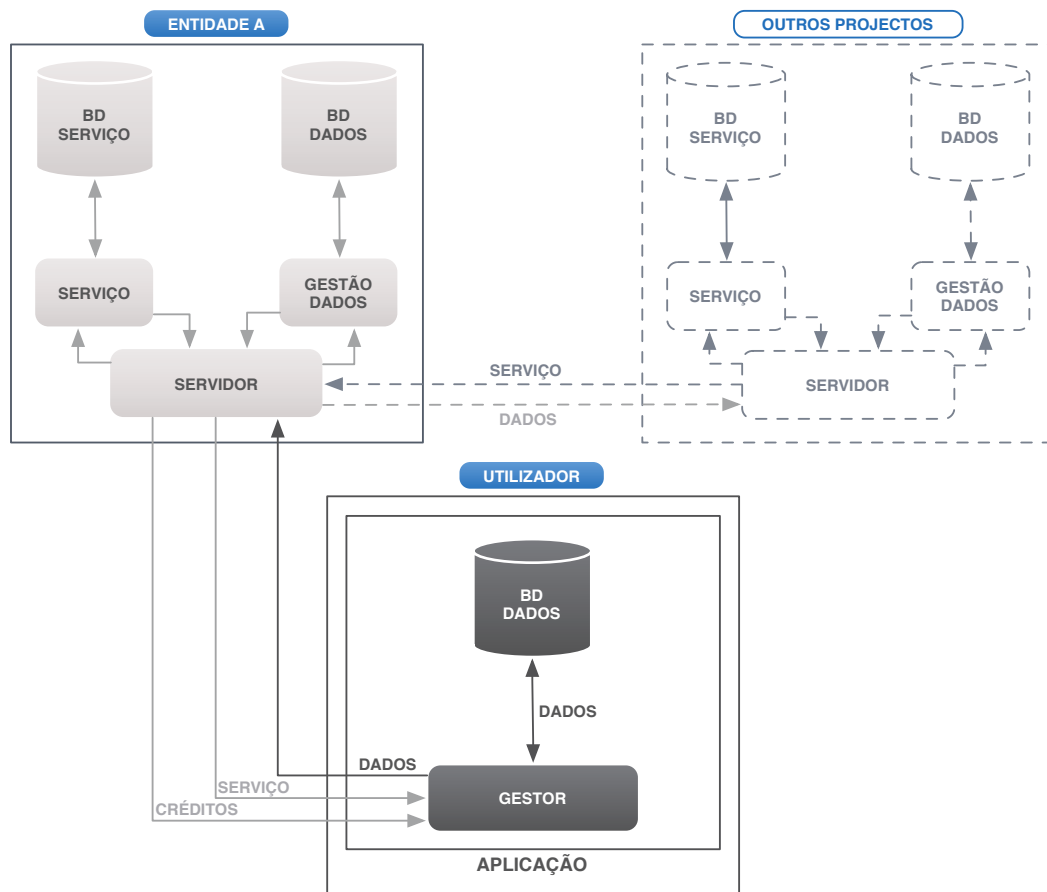 ENTIDADE A
OUTROS PROJECTOS
BD
SERVIÇO
BD
DADOS
BD
SERVIÇO
BD
DADOS
SERVIÇO
GESTÃO
DADOS
SERVIÇO
GESTÃO
DADOS
SERVIDOR
SERVIÇO
DADOS
SERVIDOR
UTILIZADOR
BD
DADOS
DADOS
DADOS
SERVIÇO
CRÉDITOS
GESTOR
APLICAÇÃO